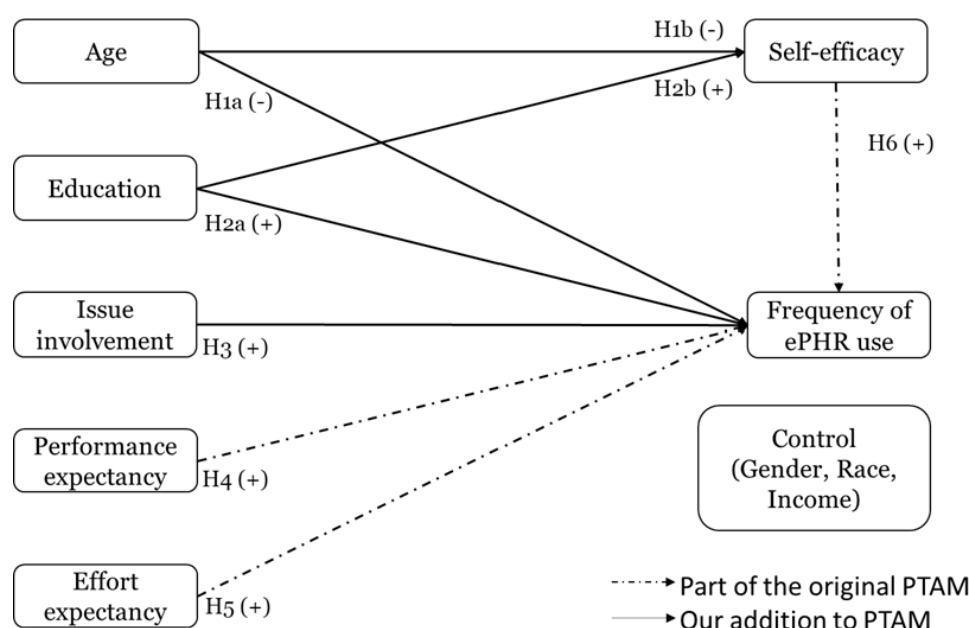 Age
H1b (-)
Self-efficacy
H1a (-)
H2b (+)
H6 (+)
Education
H2a (+)
Issue
involvement
H3 (+)
Frequency of
ePHR use
Performance
expectancy
H4 (+)
Control
(Gender, Race,
Income)
Effort
expectancy
H5 (+)
Part of the original PTAM
Our addition to PTAM